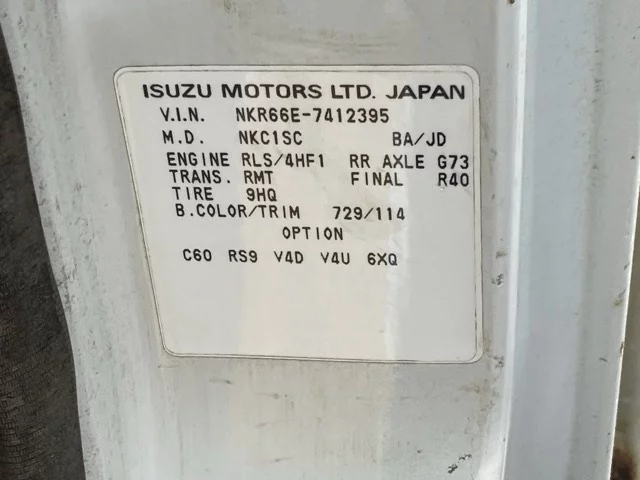 ISUZU MOTORS LTD. JAPAN
V.I.N. NKR66E-7412395
M.D. NKC1SC BA/JD
ENGINE RLS/4HF1 RR AXLE G73
TRANS. RMT FINAL R40
TIRE 9HQ
B.COLOR/TRIM 729/114
OPTION
C60 RS9 V4D V4U 6XQ